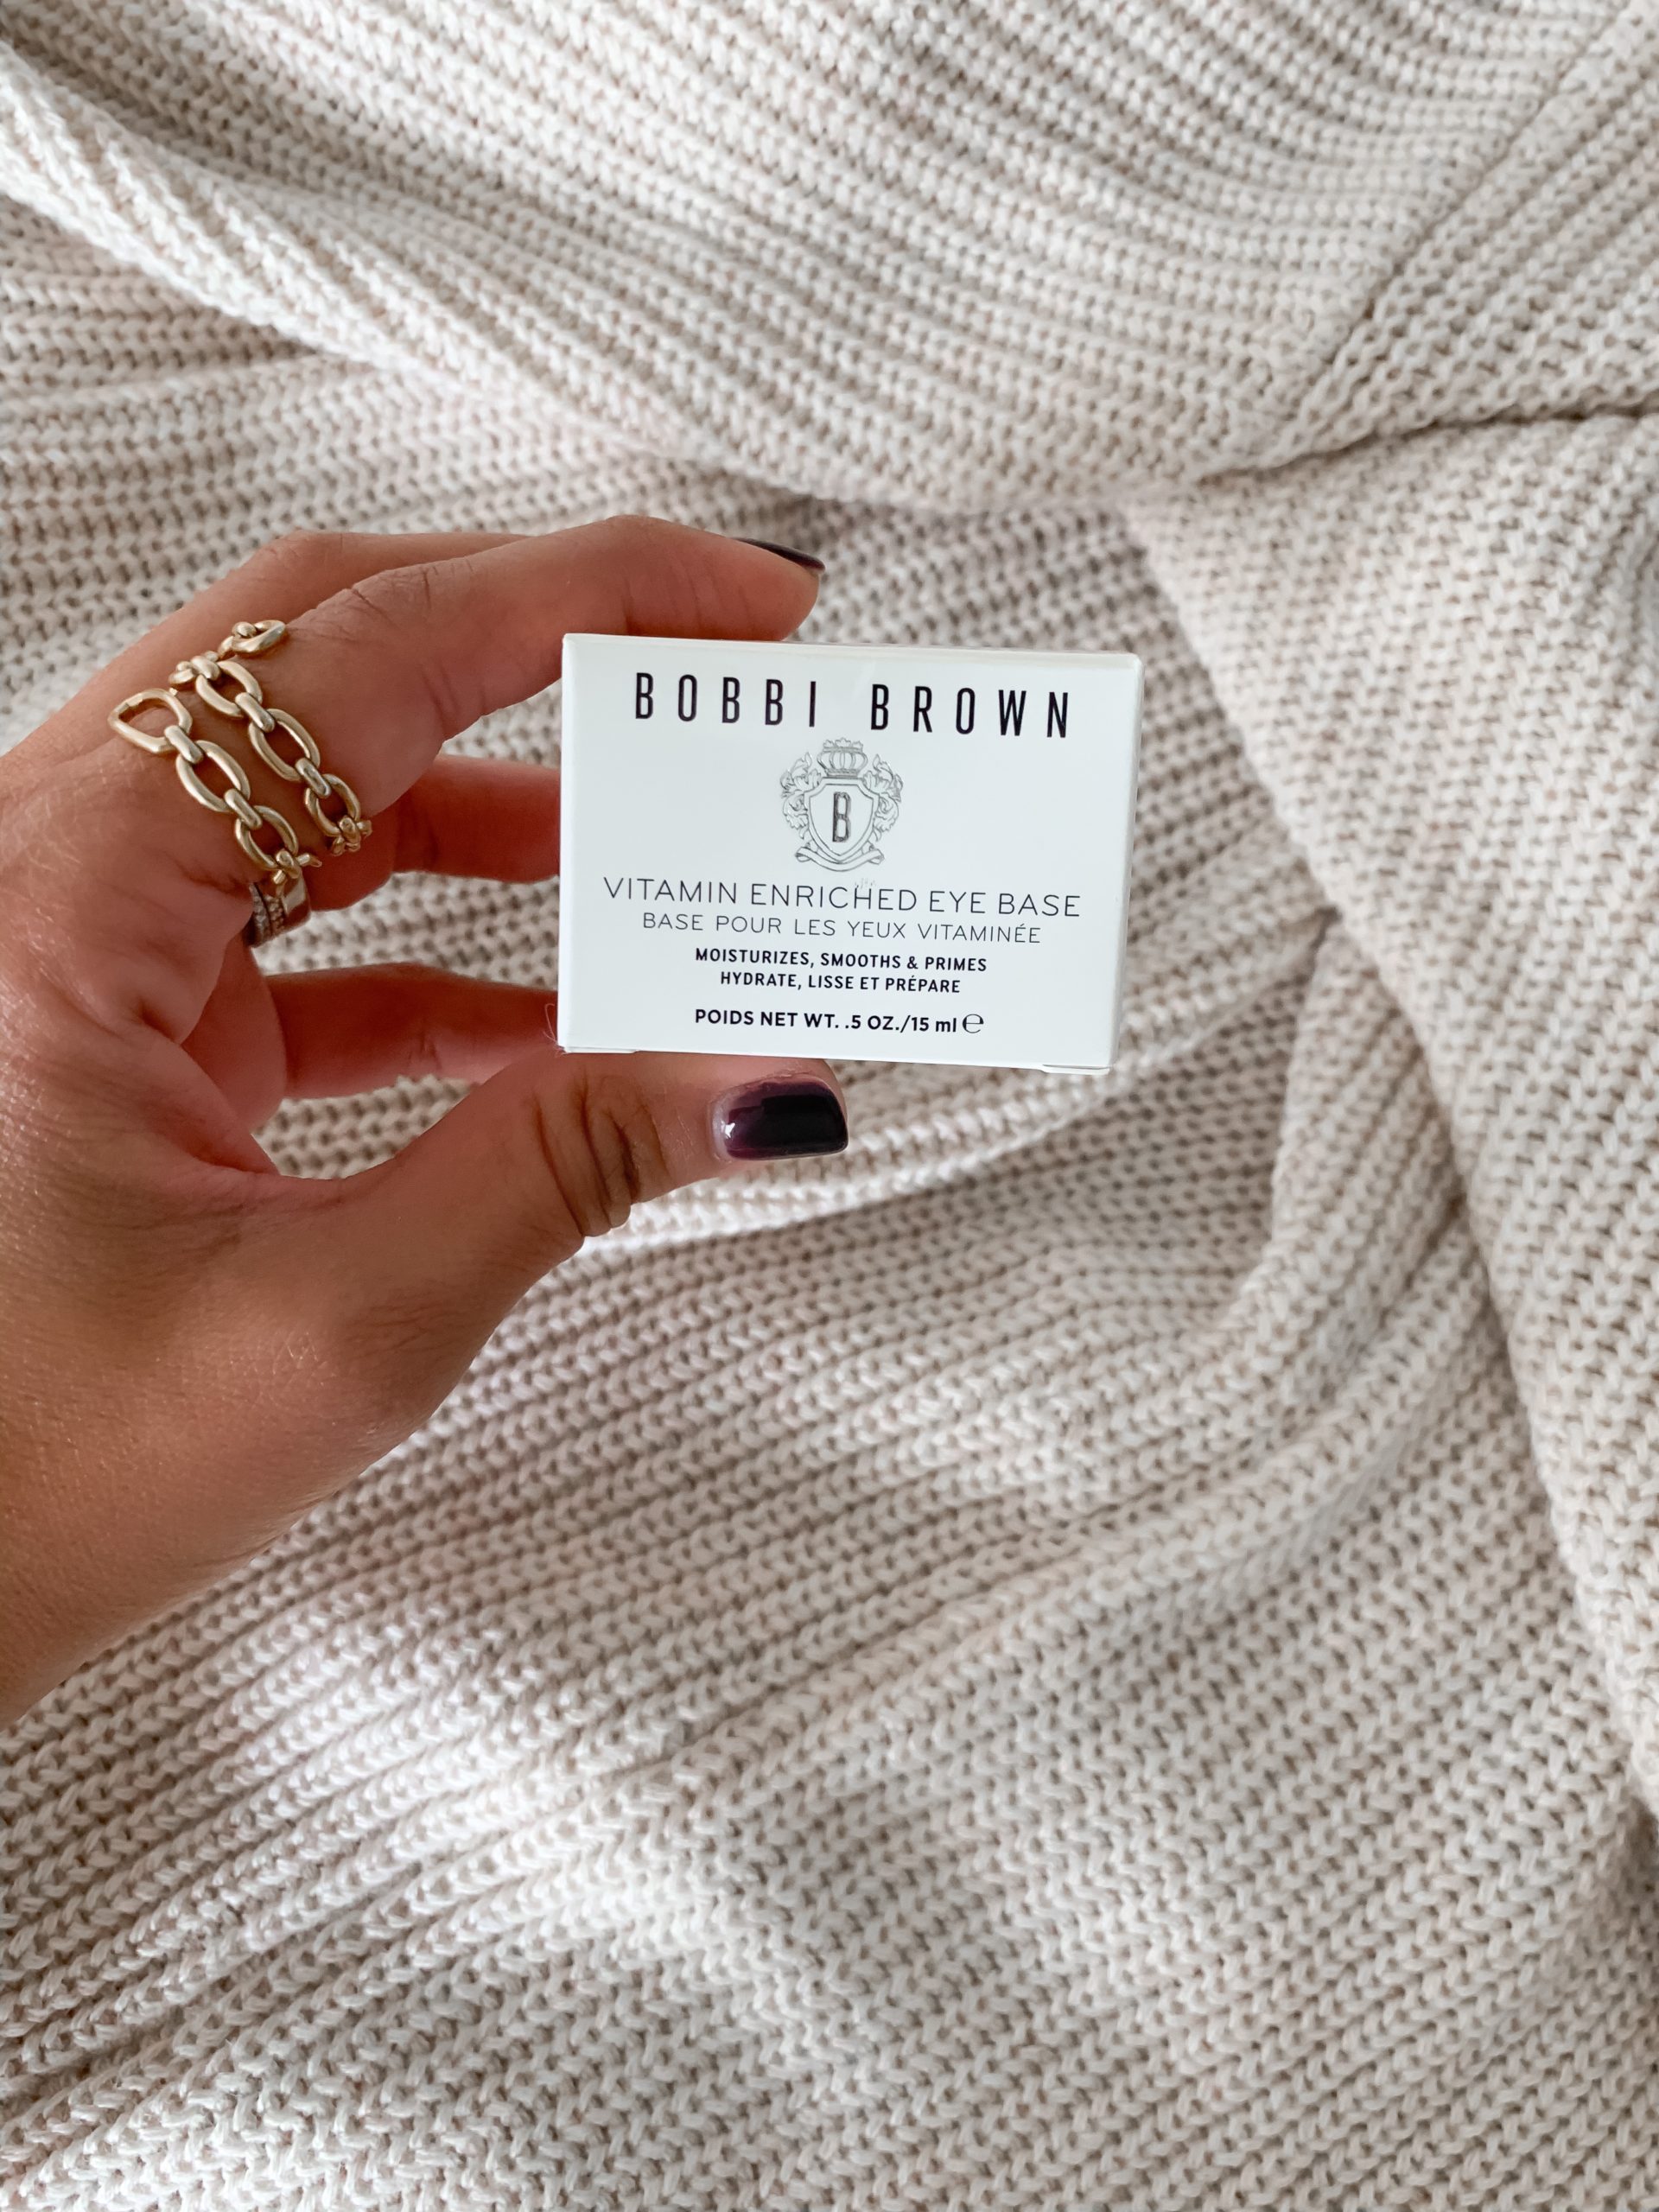 BOBBI BROWN
B
VITAMIN ENRICHED EYE BASE
BASE POUR LES YEUX VITAMINÉE
MOISTURIZES, SMOOTHS & PRIMES
HYDRATE, LISSE ET PRÉPARE
POIDS NET WT. .5 OZ./15 ml ℮